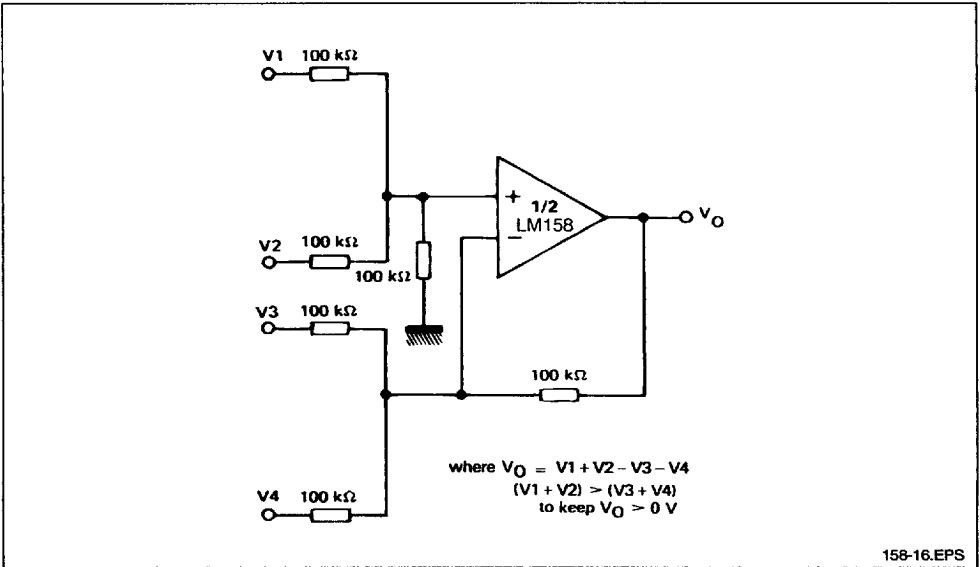 V1 100 kΩ
+
1/2
LM158
−
VO
V2 100 kΩ
100 kΩ
V3 100 kΩ
100 kΩ
where VO = V1 + V2 − V3 − V4
(V1 + V2) > (V3 + V4)
to keep VO > 0 V
V4 100 kΩ
158-16.EPS